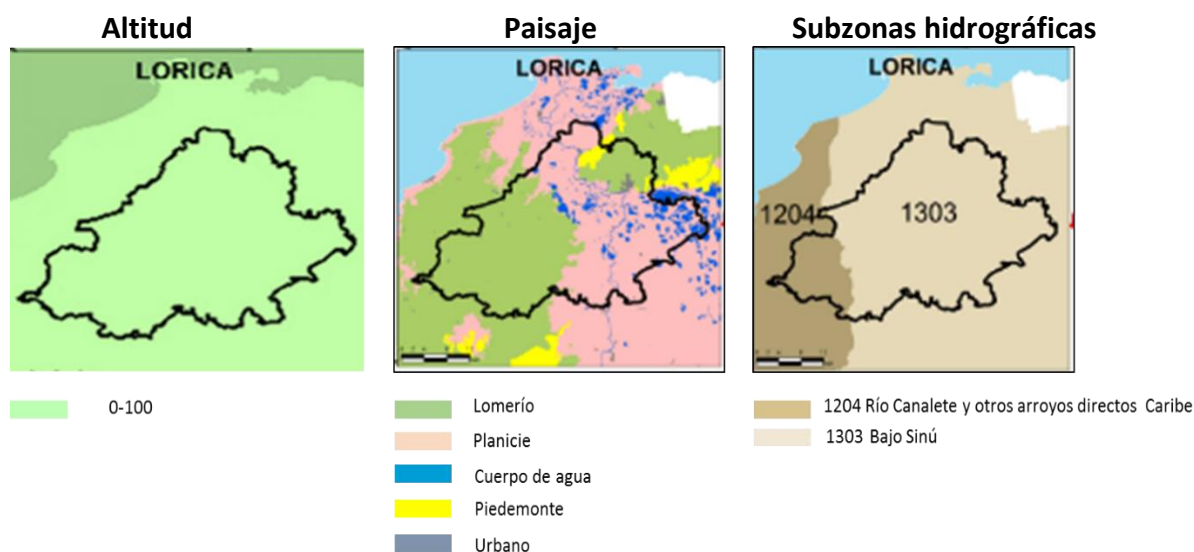 Altitud
Paisaje
Subzonas hidrográficas
LORICA
LORICA
LORICA
1204
1303
0-100
Lomerío
Planicie
Cuerpo de agua
Piedemonte
Urbano
1204 Río Canalete y otros arroyos directos Caribe
1303 Bajo Sinú